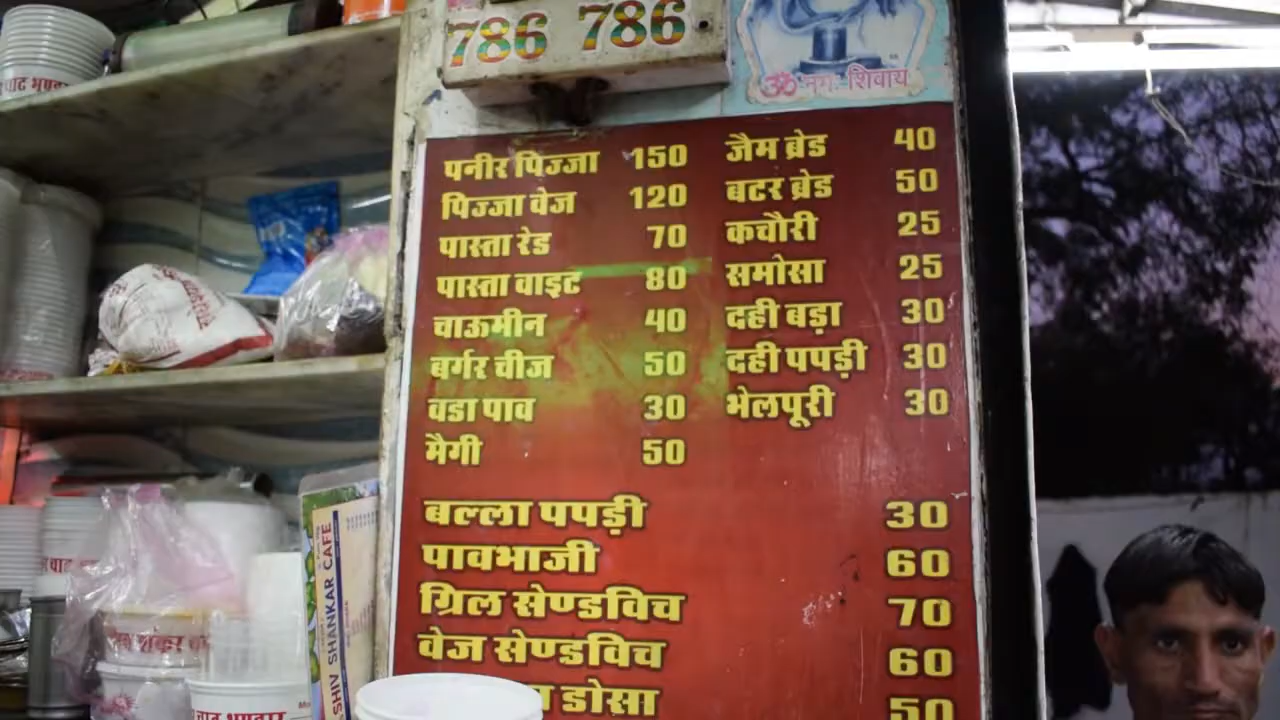 786 786
ॐ नमः शिवाय
पनीर पिज्जा 150
पिज्जा वेज 120
पास्ता रेड 70
पास्ता वाइट 80
चाऊमीन 40
बर्गर चीज 50
वडा पाव 30
मैगी 50
जैम ब्रेड 40
बटर ब्रेड 50
कचौरी 25
समोसा 25
दही बड़ा 30
दही पपड़ी 30
भेलपूरी 30
बल्ला पपड़ी 30
पावभाजी 60
ग्रिल सेण्डविच 70
वेज सेण्डविच 60
डोसा 50
SHIV SHANKAR CAFE
चाट भण्डार